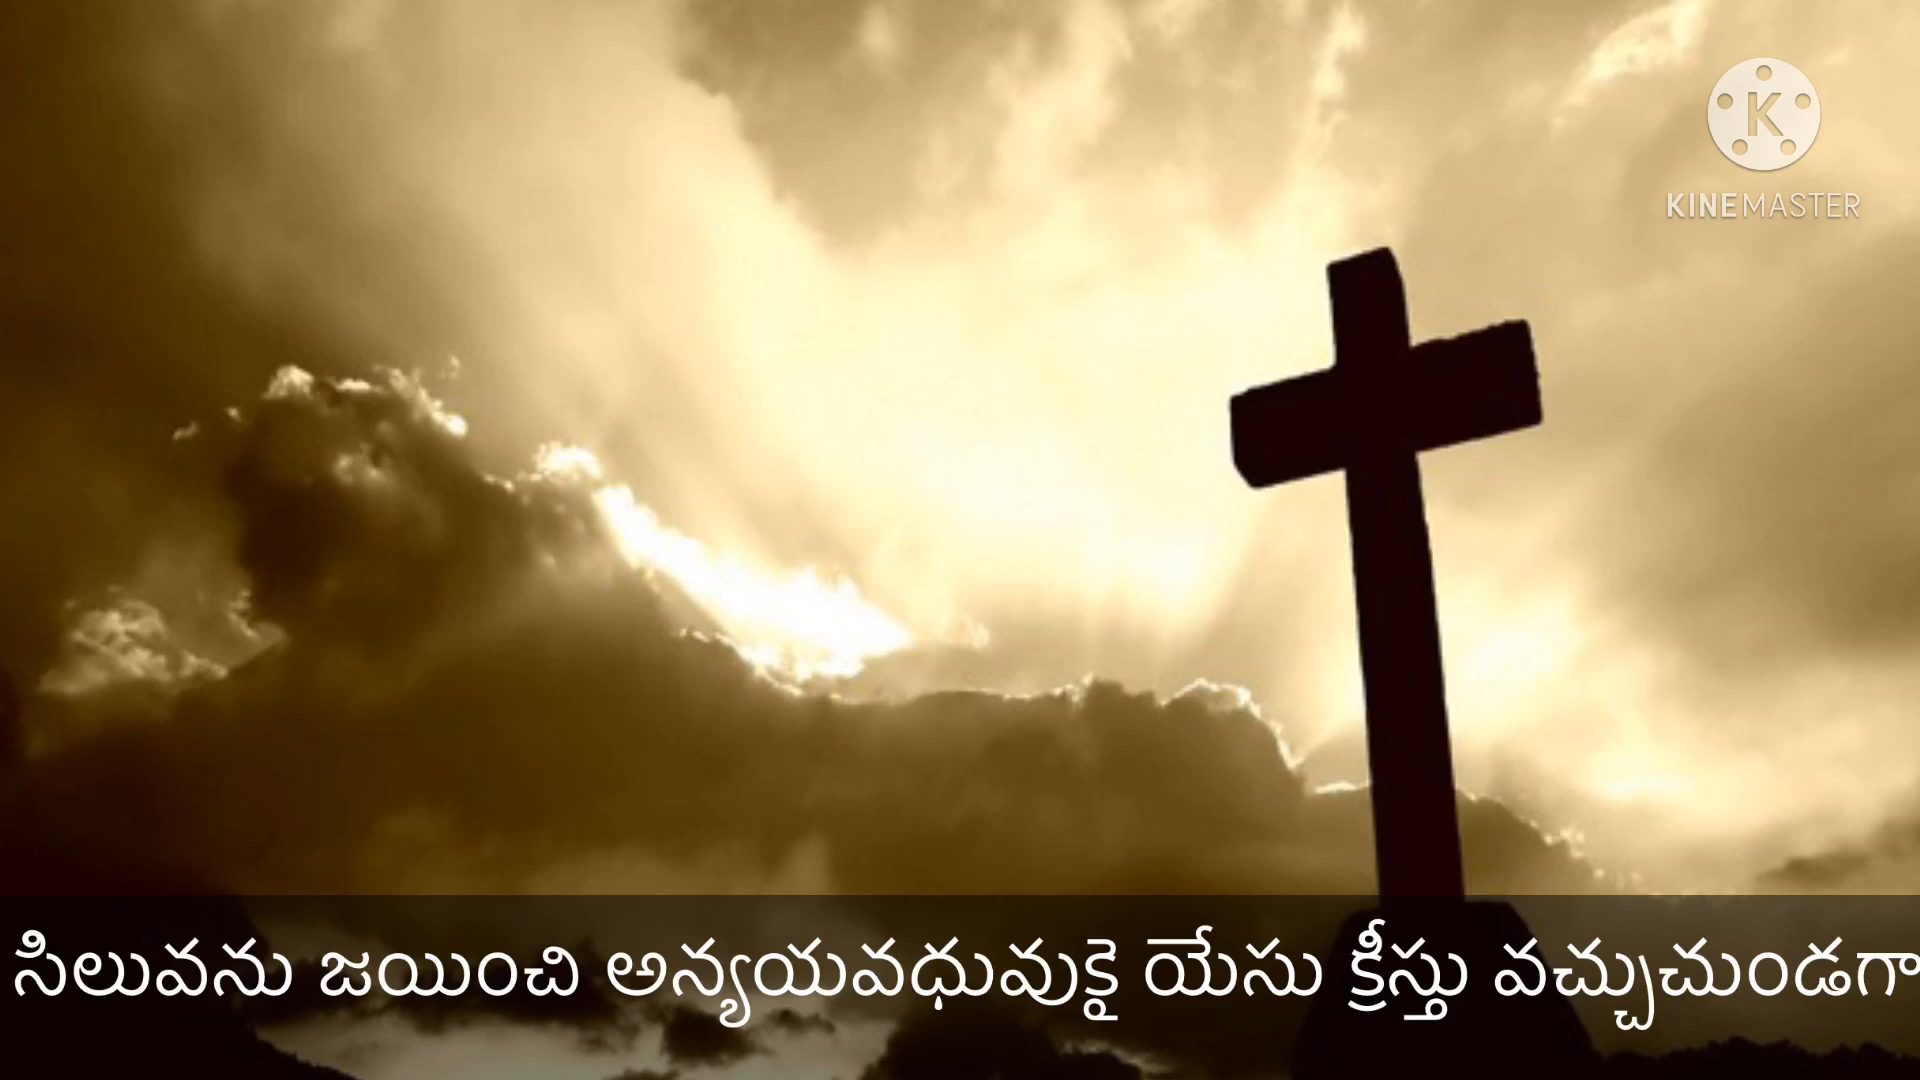 K
KINEMASTER
సిలువను జయించి అన్యయవధువుకై యేసు క్రీస్తు వచ్చుచుండగా